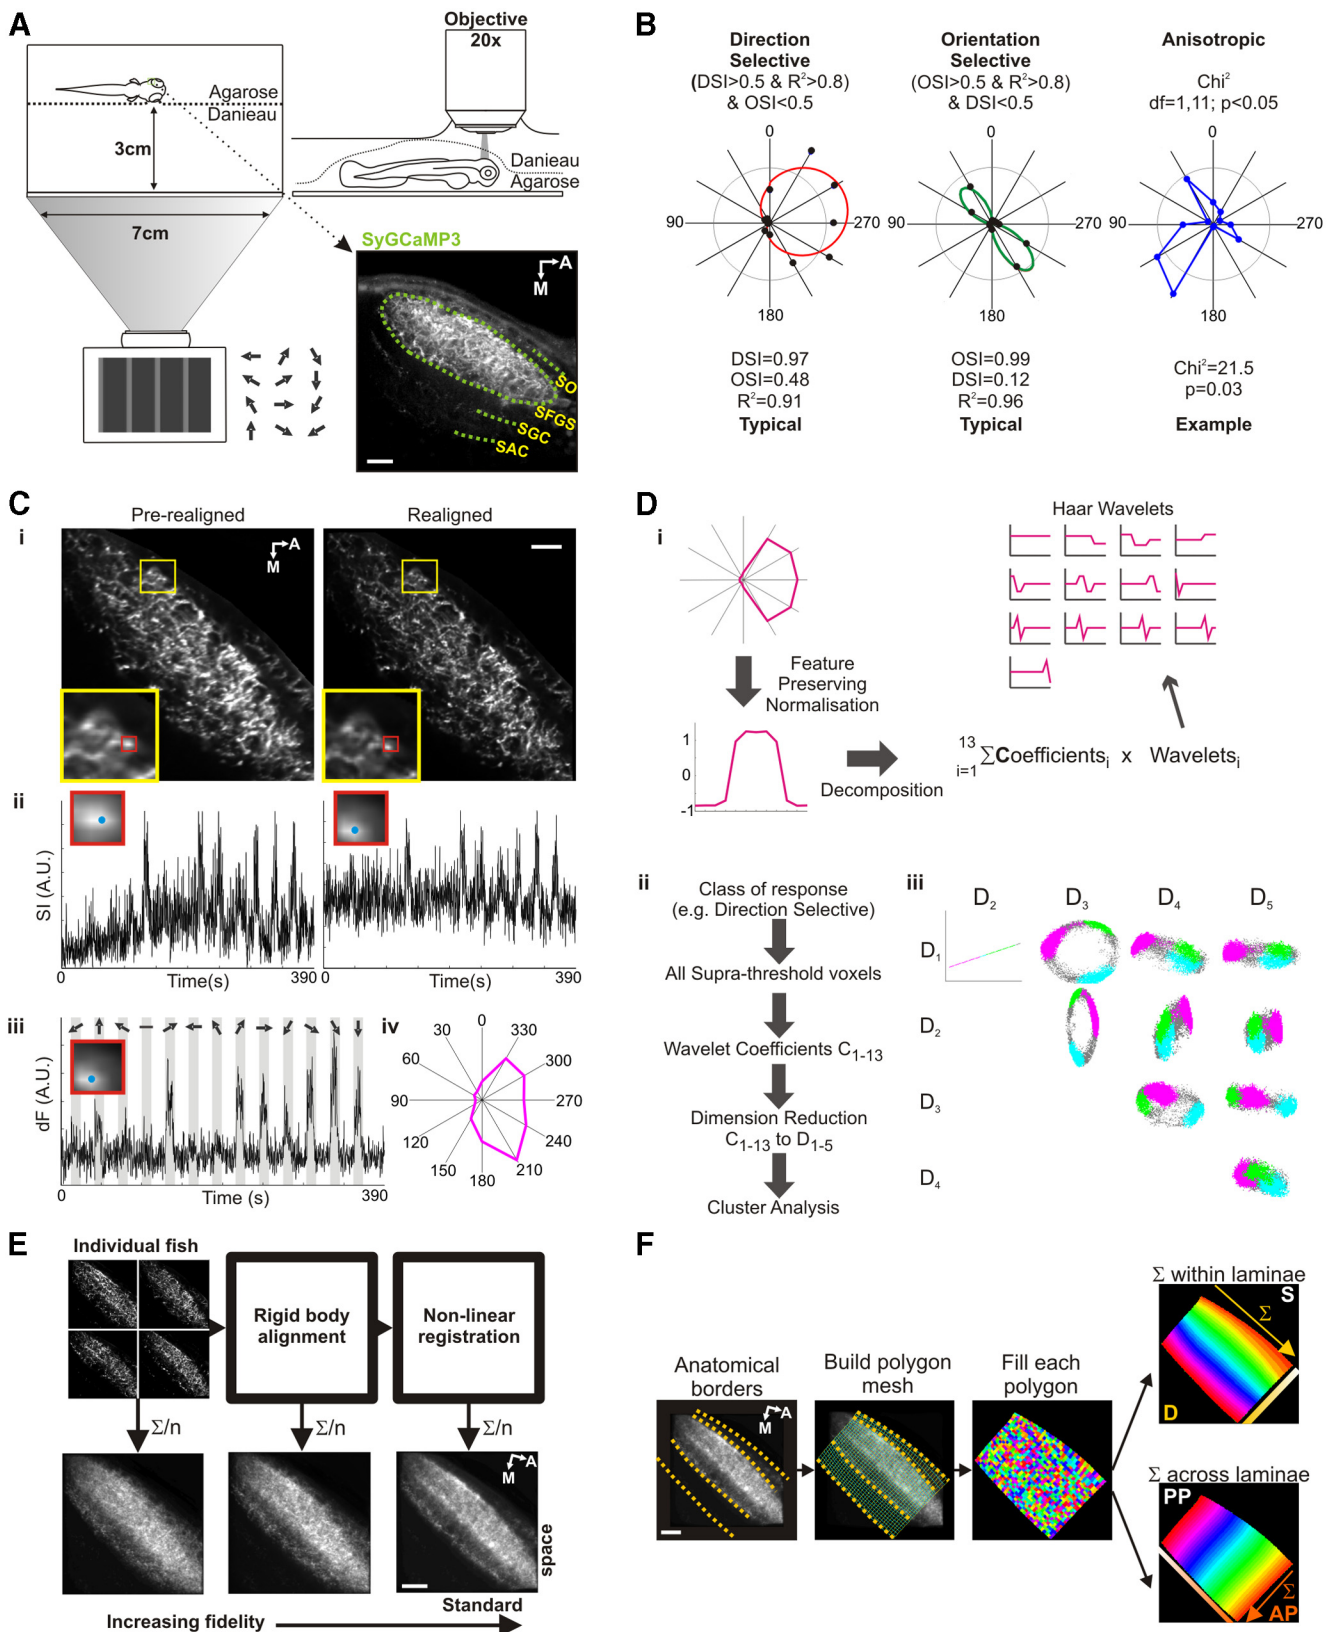 A
Objective
20x
Agarose
Danieau
3cm
Danieau
Agarose
7cm
SyGCaMP3
A
M
SO
SFGS
SGC
SAC
B
Direction
Selective
(DSI>0.5 & R²>0.8)
& OSI<0.5
0
90
270
180
DSI=0.97
OSI=0.48
R²=0.91
Typical
Orientation
Selective
(OSI>0.5 & R²>0.8)
& DSI<0.5
0
90
270
180
OSI=0.99
DSI=0.12
R²=0.96
Typical
Anisotropic
Chi²
df=1,11; p<0.05
0
90
270
180
Chi²=21.5
p=0.03
Example
C
Pre-realigned
Realigned
i
A
M
ii
SI (A.U.)
0
Time(s)
390
0
Time(s)
390
iii
dF (A.U.)
0
Time (s)
390
iv
0
30
330
60
300
90
270
120
240
150
210
180
D
i
Feature
Preserving
Normalisation
1
0
-1
Decomposition
Haar Wavelets
13
i=1 ΣCoefficientsᵢ x Waveletsᵢ
ii
Class of response
(e.g. Direction Selective)
All Supra-threshold voxels
Wavelet Coefficients C₁₋₁₃
Dimension Reduction
C₁₋₁₃ to D₁₋₅
Cluster Analysis
iii
D₂ D₃ D₄ D₅
D₁
D₂
D₃
D₄
E
Individual fish
Rigid body
alignment
Non-linear
registration
Σ/n
Σ/n
Σ/n
A
M
space
Standard
Increasing fidelity
F
Anatomical
borders
A
M
Build polygon
mesh
Fill each
polygon
Σ within laminae
S
Σ
D
Σ across laminae
PP
Σ
AP